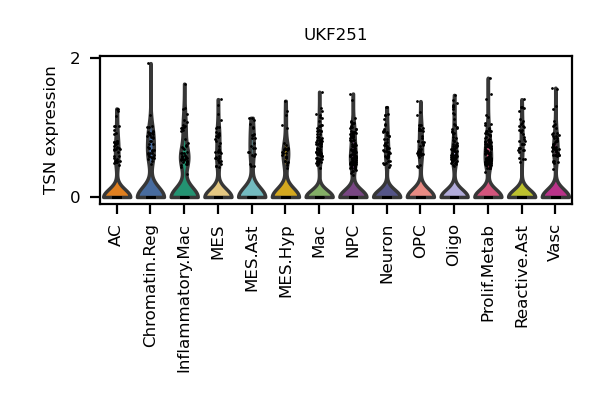 UKF251
TSN expression
2
0
AC
Chromatin.Reg
Inflammatory.Mac
MES
MES.Ast
MES.Hyp
Mac
NPC
Neuron
OPC
Oligo
Prolif.Metab
Reactive.Ast
Vasc